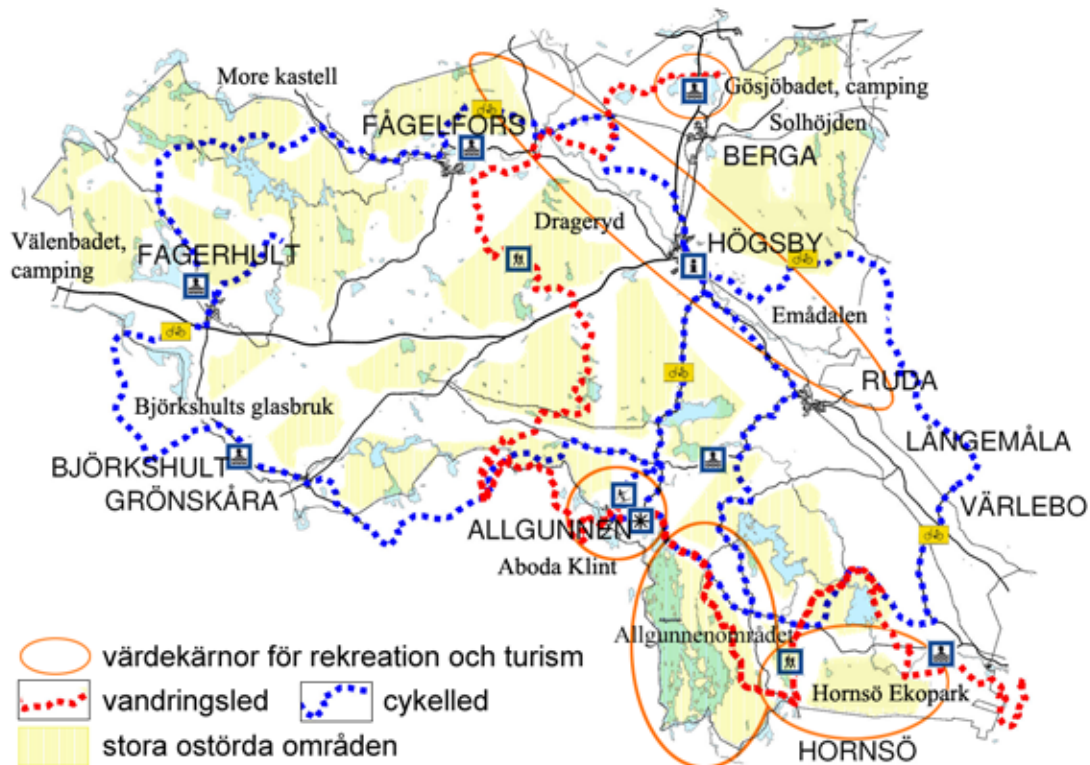 More kastell
Gösjöbadet, camping
FÅGELFORS
Solhöjden
BERGA
Drageryd
Välenbadet,
camping
FAGERHULT
HÖGSBY
Emådalen
RUDA
Björkshults glasbruk
LÅNGEMÅLA
BJÖRKSHULT
GRÖNSKÅRA
VÄRLEBO
ALLGUNNEN
Aboda Klint
Allgunnenområdet
Hornsö Ekopark
HORNSÖ
värdekärnor för rekreation och turism
vandringsled
cykelled
stora ostörda områden